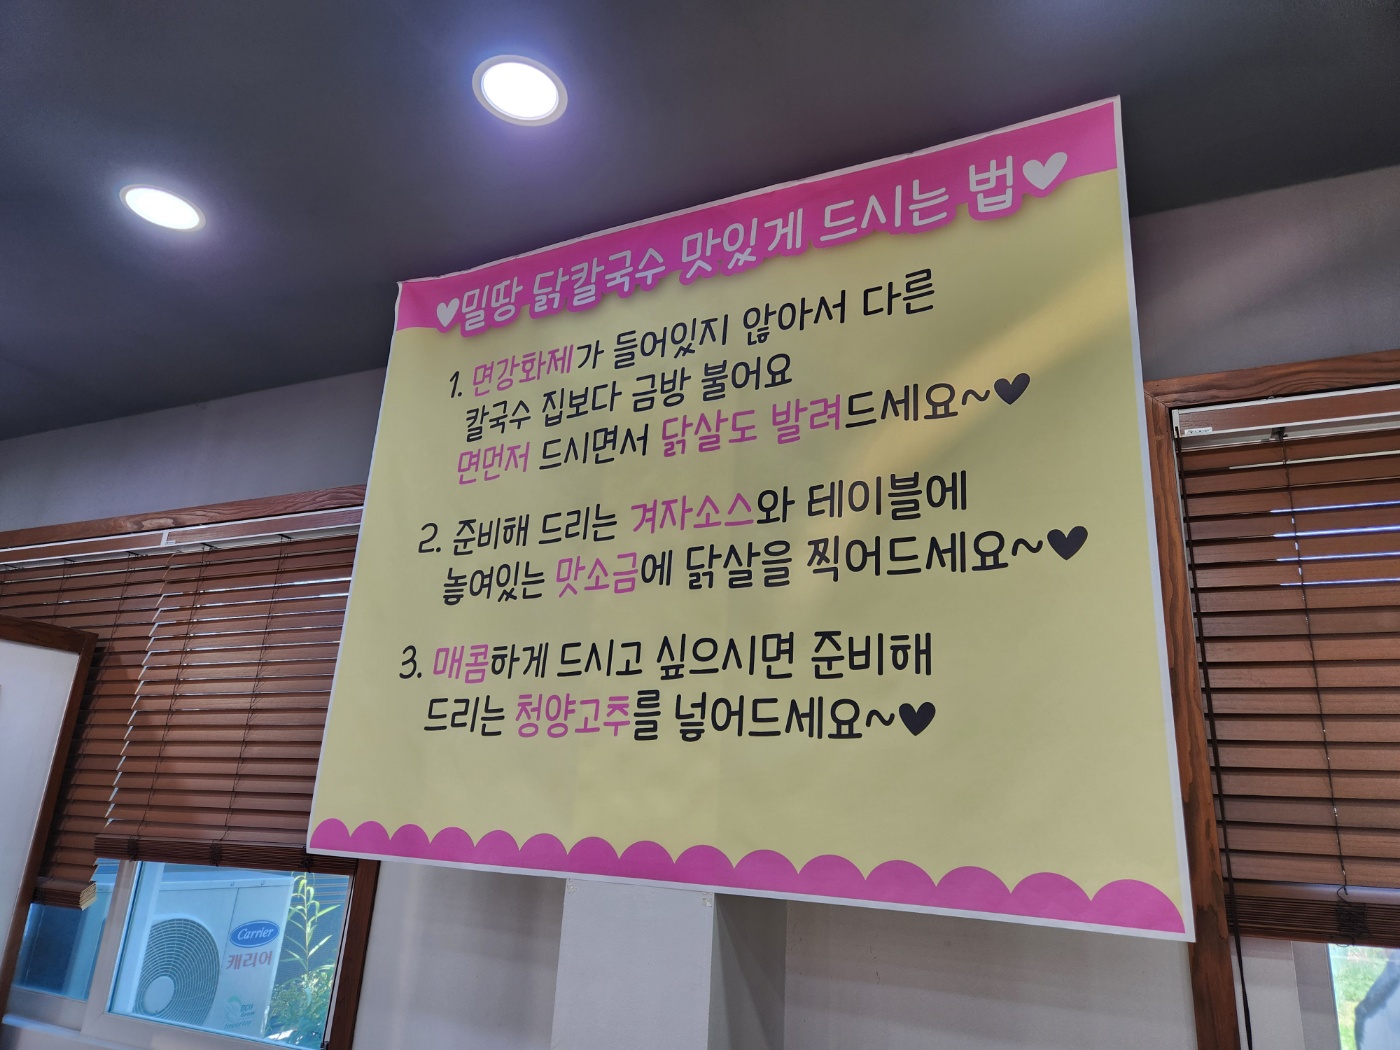 ♥밀땅 닭칼국수 맛있게 드시는 법♥
1. 면강화제가 들어있지 않아서 다른
칼국수 집보다 금방 불어요
면먼저 드시면서 닭살도 발려드세요~♥
2. 준비해 드리는 겨자소스와 테이블에
놓여있는 맛소금에 닭살을 찍어드세요~♥
3. 매콤하게 드시고 싶으시면 준비해
드리는 청양고추를 넣어드세요~♥
Carrier
캐리어